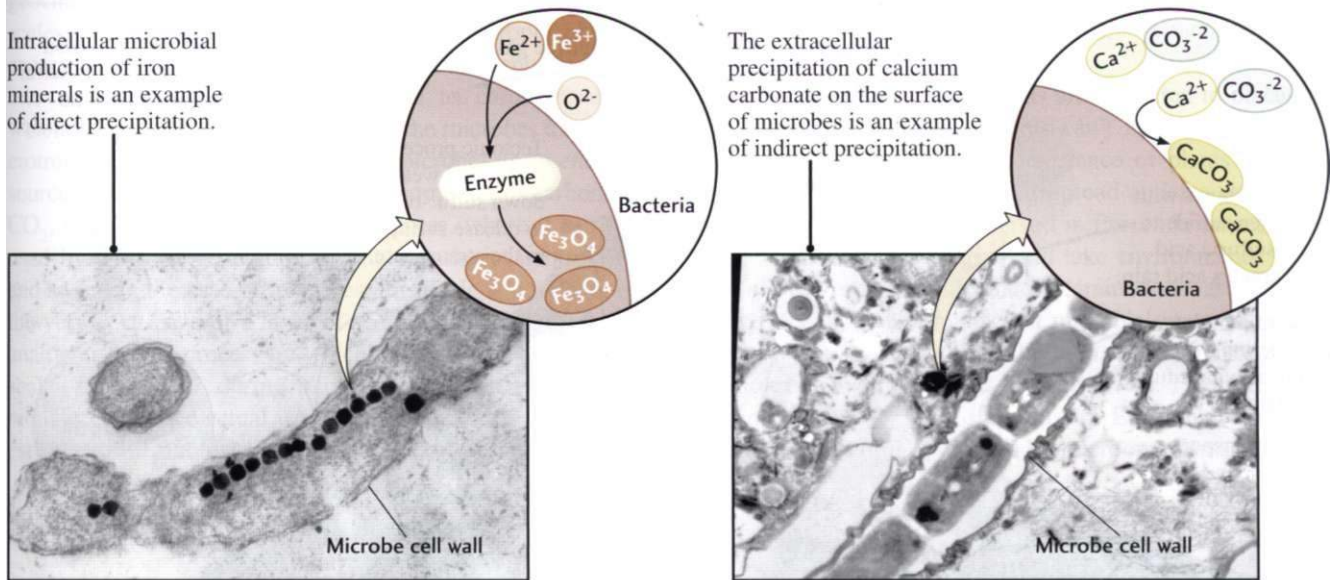 Intracellular microbial
production of iron
minerals is an example
of direct precipitation.
Fe2+
Fe3+
O2-
Enzyme
Bacteria
Fe3O4
Fe3O4
Fe3O4
Microbe cell wall
The extracellular
precipitation of calcium
carbonate on the surface
of microbes is an example
of indirect precipitation.
Ca2+
CO3-2
Ca2+
CO3-2
CaCO3
CaCO3
Bacteria
Microbe cell wall